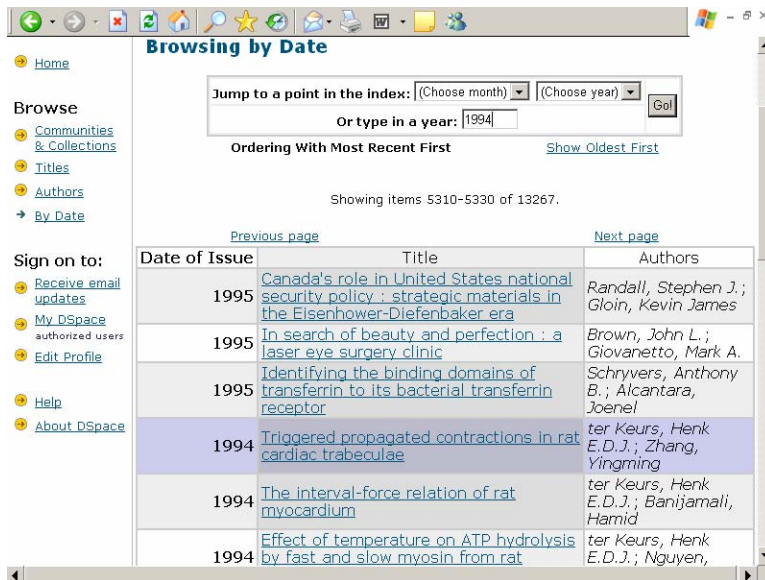 Browsing by Date
Home
Jump to a point in the index: (Choose month) (Choose year)
Go!
Or type in a year: 1994
Ordering With Most Recent First Show Oldest First
Browse
Communities
& Collections
Titles
Authors
By Date
Showing items 5310-5330 of 13267.
Previous page Next page
Sign on to:
Receive email
updates
My DSpace
authorized users
Edit Profile
Help
About DSpace
Date of Issue Title Authors
1995 Canada's role in United States national
security policy : strategic materials in
the Eisenhower-Diefenbaker era
Randall, Stephen J. ;
Gloin, Kevin James
1995 In search of beauty and perfection : a
laser eye surgery clinic
Brown, John L. ;
Giovanetto, Mark A.
1995 Identifying the binding domains of
transferrin to its bacterial transferrin
receptor
Schryvers, Anthony
B. ; Alcantara,
Joenel
1994 Triggered propagated contractions in rat
cardiac trabeculae
ter Keurs, Henk
E.D.J. ; Zhang,
Yingming
1994 The interval-force relation of rat
myocardium
ter Keurs, Henk
E.D.J. ; Banijamali,
Hamid
1994 Effect of temperature on ATP hydrolysis
by fast and slow myosin from rat
ter Keurs, Henk
E.D.J. ; Nguyen,